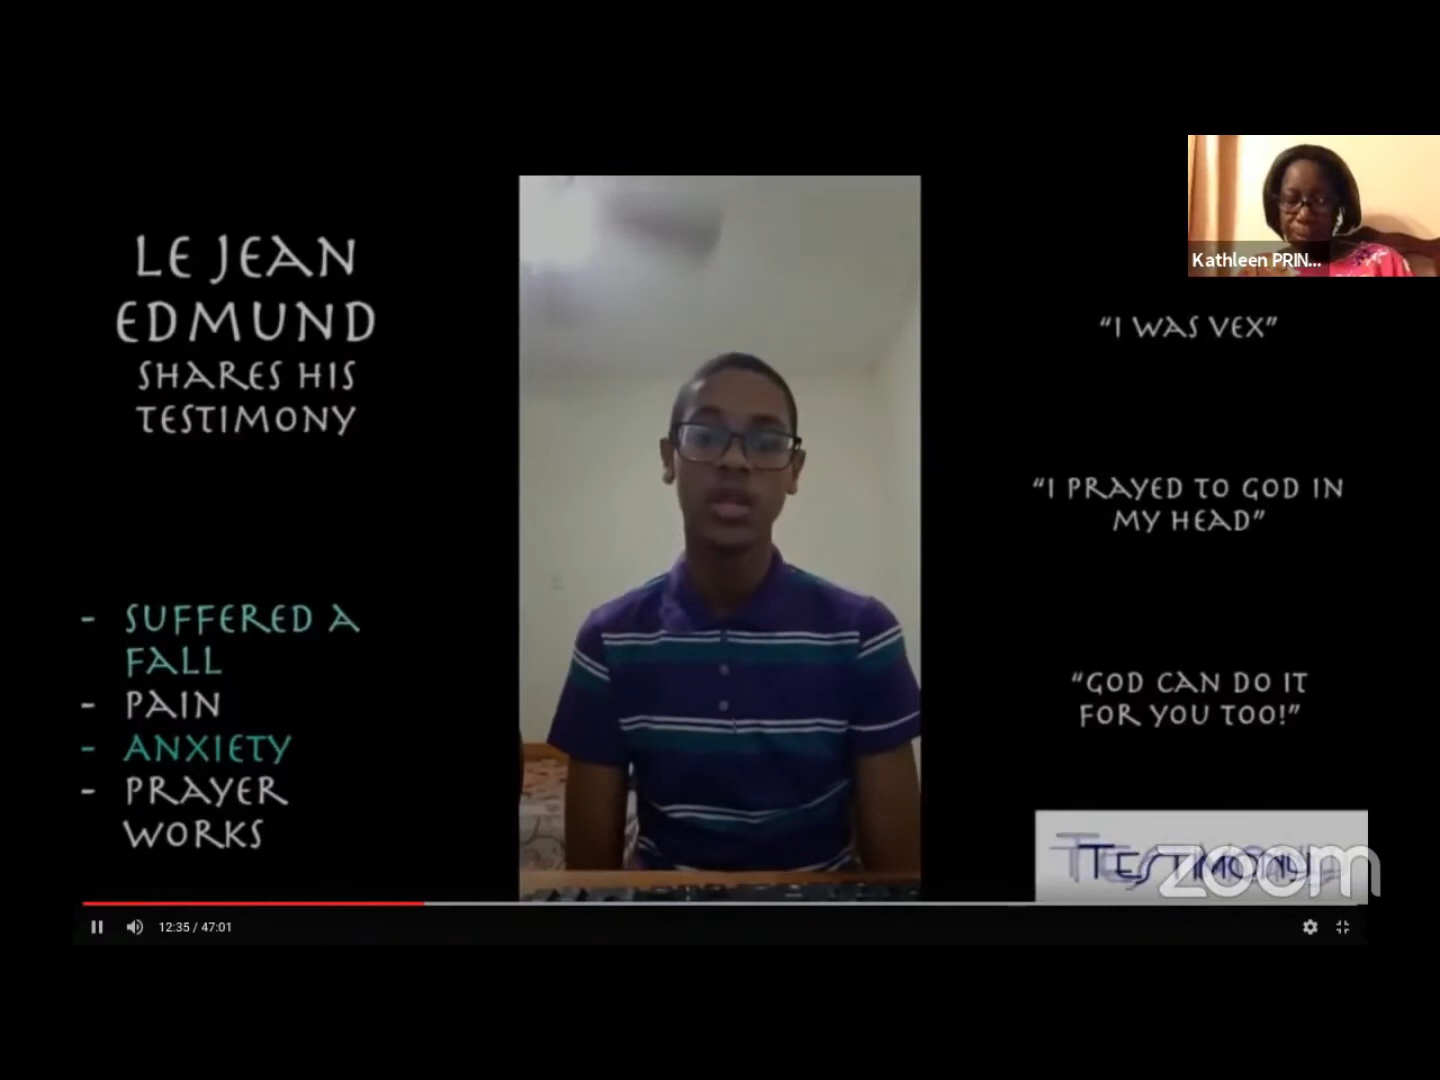 LE JEAN
EDMUND
SHARES HIS
TESTIMONY
- SUFFERED A
FALL
- PAIN
- ANXIETY
- PRAYER
WORKS
Kathleen PRIN...
“I WAS VEX”
“I PRAYED TO GOD IN
MY HEAD”
“GOD CAN DO IT
FOR YOU TOO!”
TESTIMONY
zoom
12:35 / 47:01